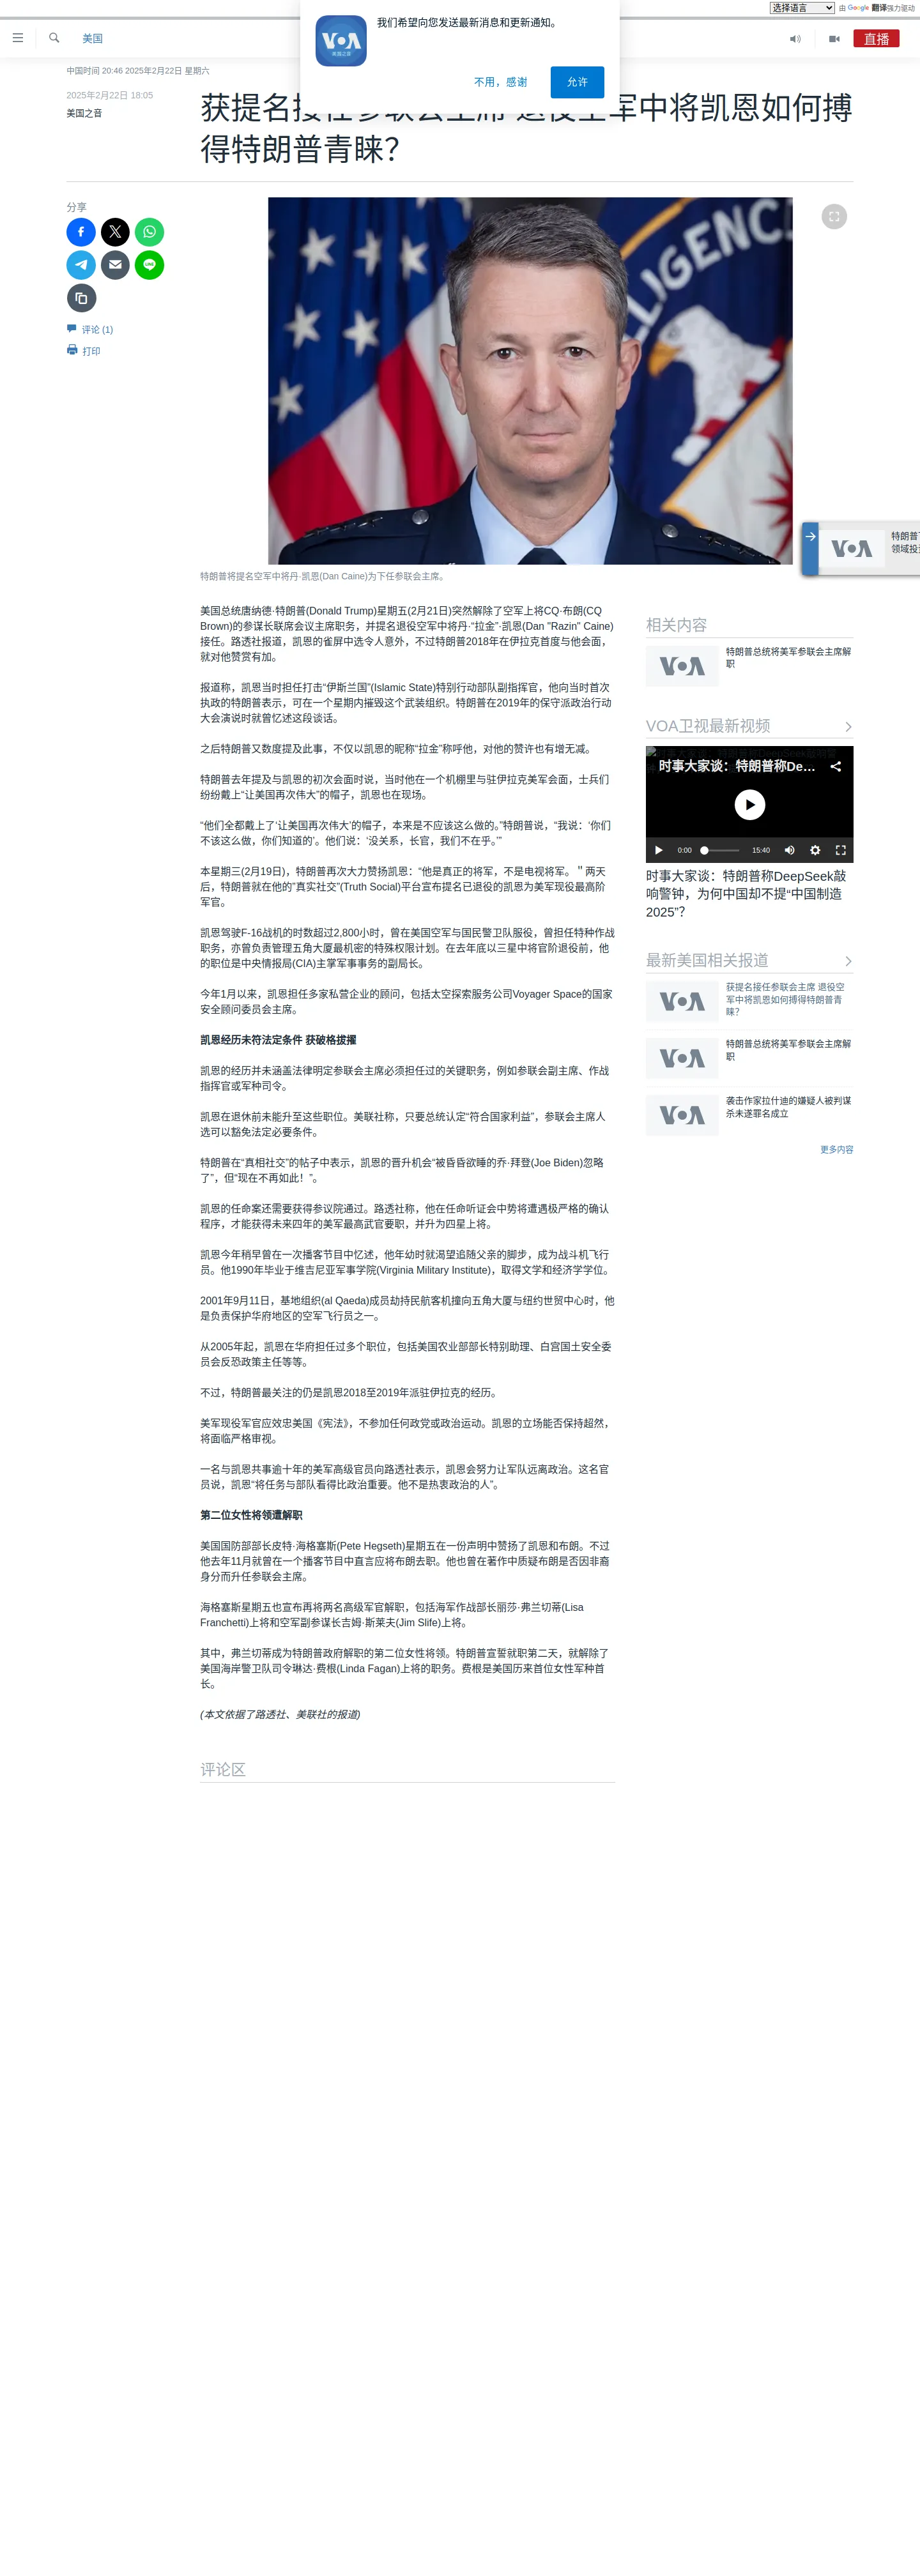 选择语言
由 Google 翻译强力驱动
美国
直播
我们希望向您发送最新消息和更新通知。
VOA
美国之音
不用，感谢
允许
中国时间 20:46 2025年2月22日 星期六
2025年2月22日 18:05
美国之音
军中将凯恩如何搏
得特朗普青睐？
分享
LINE
评论 (1)
打印
特朗普将提名空军中将丹·凯恩(Dan Caine)为下任参联会主席。
VOA
美国总统唐纳德·特朗普(Donald Trump)星期五(2月21日)突然解除了空军上将CQ·布朗(CQ
Brown)的参谋长联席会议主席职务，并提名退役空军中将丹·“拉金”·凯恩(Dan "Razin" Caine)
接任。路透社报道，凯恩的雀屏中选令人意外，不过特朗普2018年在伊拉克首度与他会面，
就对他赞赏有加。
报道称，凯恩当时担任打击“伊斯兰国”(Islamic State)特别行动部队副指挥官，他向当时首次
执政的特朗普表示，可在一个星期内摧毁这个武装组织。特朗普在2019年的保守派政治行动
大会演说时就曾忆述这段谈话。
之后特朗普又数度提及此事，不仅以凯恩的昵称“拉金”称呼他，对他的赞许也有增无减。
特朗普去年提及与凯恩的初次会面时说，当时他在一个机棚里与驻伊拉克美军会面，士兵们
纷纷戴上“让美国再次伟大”的帽子，凯恩也在现场。
“他们全都戴上了‘让美国再次伟大’的帽子，本来是不应该这么做的。”特朗普说，“我说：‘你们
不该这么做，你们知道的’。他们说：‘没关系，长官，我们不在乎。’”
本星期三(2月19日)，特朗普再次大力赞扬凯恩：“他是真正的将军，不是电视将军。＂两天
后，特朗普就在他的“真实社交”(Truth Social)平台宣布提名已退役的凯恩为美军现役最高阶
军官。
凯恩驾驶F-16战机的时数超过2,800小时，曾在美国空军与国民警卫队服役，曾担任特种作战
职务，亦曾负责管理五角大厦最机密的特殊权限计划。在去年底以三星中将官阶退役前，他
的职位是中央情报局(CIA)主掌军事事务的副局长。
今年1月以来，凯恩担任多家私营企业的顾问，包括太空探索服务公司Voyager Space的国家
安全顾问委员会主席。
凯恩经历未符法定条件 获破格拔擢
凯恩的经历并未涵盖法律明定参联会主席必须担任过的关键职务，例如参联会副主席、作战
指挥官或军种司令。
凯恩在退休前未能升至这些职位。美联社称，只要总统认定“符合国家利益”，参联会主席人
选可以豁免法定必要条件。
特朗普在“真相社交”的帖子中表示，凯恩的晋升机会“被昏昏欲睡的乔·拜登(Joe Biden)忽略
了”，但“现在不再如此！”。
凯恩的任命案还需要获得参议院通过。路透社称，他在任命听证会中势将遭遇极严格的确认
程序，才能获得未来四年的美军最高武官要职，并升为四星上将。
凯恩今年稍早曾在一次播客节目中忆述，他年幼时就渴望追随父亲的脚步，成为战斗机飞行
员。他1990年毕业于维吉尼亚军事学院(Virginia Military Institute)，取得文学和经济学学位。
2001年9月11日，基地组织(al Qaeda)成员劫持民航客机撞向五角大厦与纽约世贸中心时，他
是负责保护华府地区的空军飞行员之一。
从2005年起，凯恩在华府担任过多个职位，包括美国农业部部长特别助理、白宫国土安全委
员会反恐政策主任等等。
不过，特朗普最关注的仍是凯恩2018至2019年派驻伊拉克的经历。
美军现役军官应效忠美国《宪法》，不参加任何政党或政治运动。凯恩的立场能否保持超然，
将面临严格审视。
一名与凯恩共事逾十年的美军高级官员向路透社表示，凯恩会努力让军队远离政治。这名官
员说，凯恩“将任务与部队看得比政治重要。他不是热衷政治的人”。
第二位女性将领遭解职
美国国防部部长皮特·海格塞斯(Pete Hegseth)星期五在一份声明中赞扬了凯恩和布朗。不过
他去年11月就曾在一个播客节目中直言应将布朗去职。他也曾在著作中质疑布朗是否因非裔
身分而升任参联会主席。
海格塞斯星期五也宣布再将两名高级军官解职，包括海军作战部长丽莎·弗兰切蒂(Lisa
Franchetti)上将和空军副参谋长吉姆·斯莱夫(Jim Slife)上将。
其中，弗兰切蒂成为特朗普政府解职的第二位女性将领。特朗普宣誓就职第二天，就解除了
美国海岸警卫队司令琳达·费根(Linda Fagan)上将的职务。费根是美国历来首位女性军种首
长。
(本文依据了路透社、美联社的报道)
评论区
相关内容
VOA
特朗普总统将美军参联会主席解
职
VOA卫视最新视频
时事大家谈：特朗普称De...
0:00
15:40
时事大家谈：特朗普称DeepSeek敲
响警钟，为何中国却不提“中国制造
2025”？
最新美国相关报道
VOA
获提名接任参联会主席 退役空
军中将凯恩如何搏得特朗普青
睐？
VOA
特朗普总统将美军参联会主席解
职
VOA
袭击作家拉什迪的嫌疑人被判谋
杀未遂罪名成立
更多内容